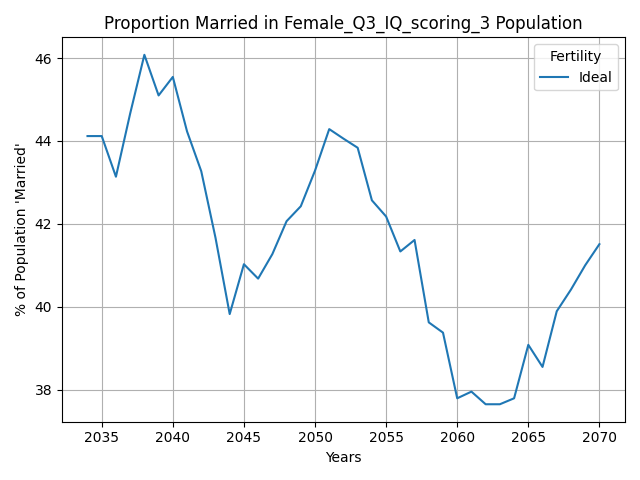 Proportion Married in Female_Q3_IQ_scoring_3 Population
% of Population 'Married'
46
44
42
40
38
Fertility
Ideal
2035 2040 2045 2050 2055 2060 2065 2070
Years